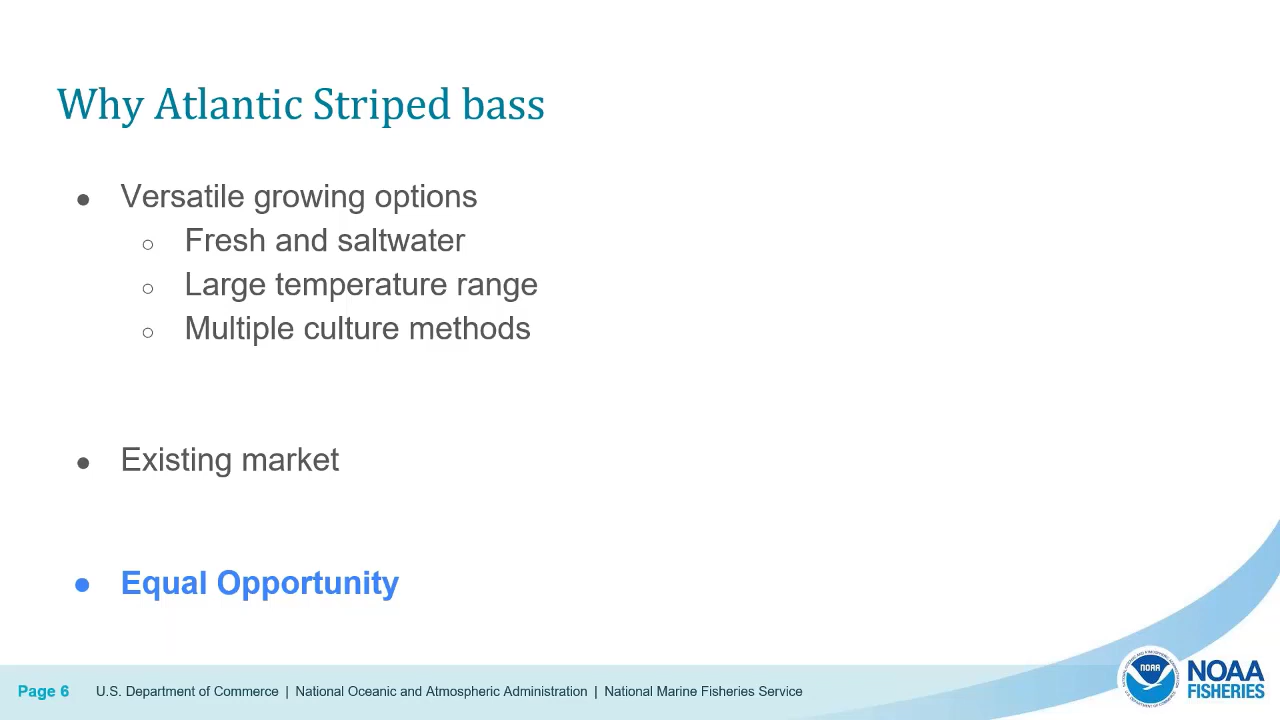 Why Atlantic Striped bass
● Versatile growing options
○ Fresh and saltwater
○ Large temperature range
○ Multiple culture methods
● Existing market
● Equal Opportunity
Page 6 U.S. Department of Commerce | National Oceanic and Atmospheric Administration | National Marine Fisheries Service
NOAA
NOAA
FISHERIES